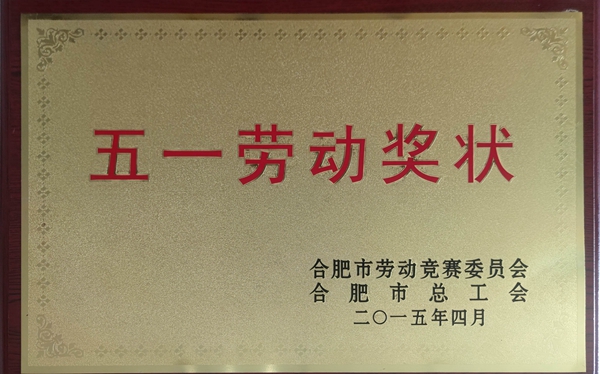 五一劳动奖状
合肥市劳动竞赛委员会
合肥市总工会
二〇一五年四月